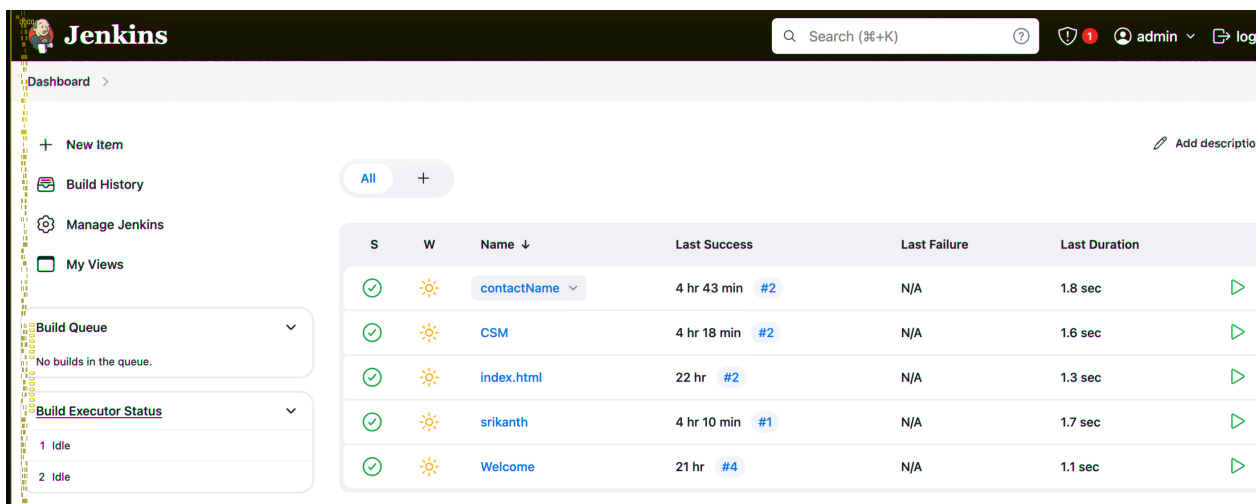 Jenkins
Search (⌘+K)
1
admin
log
Dashboard
New Item
Build History
Manage Jenkins
My Views
Add descriptio
All +
S W Name ↓ Last Success Last Failure Last Duration
contactName 4 hr 43 min #2 N/A 1.8 sec
CSM 4 hr 18 min #2 N/A 1.6 sec
index.html 22 hr #2 N/A 1.3 sec
srikanth 4 hr 10 min #1 N/A 1.7 sec
Welcome 21 hr #4 N/A 1.1 sec
Build Queue
No builds in the queue.
Build Executor Status
1 Idle
2 Idle